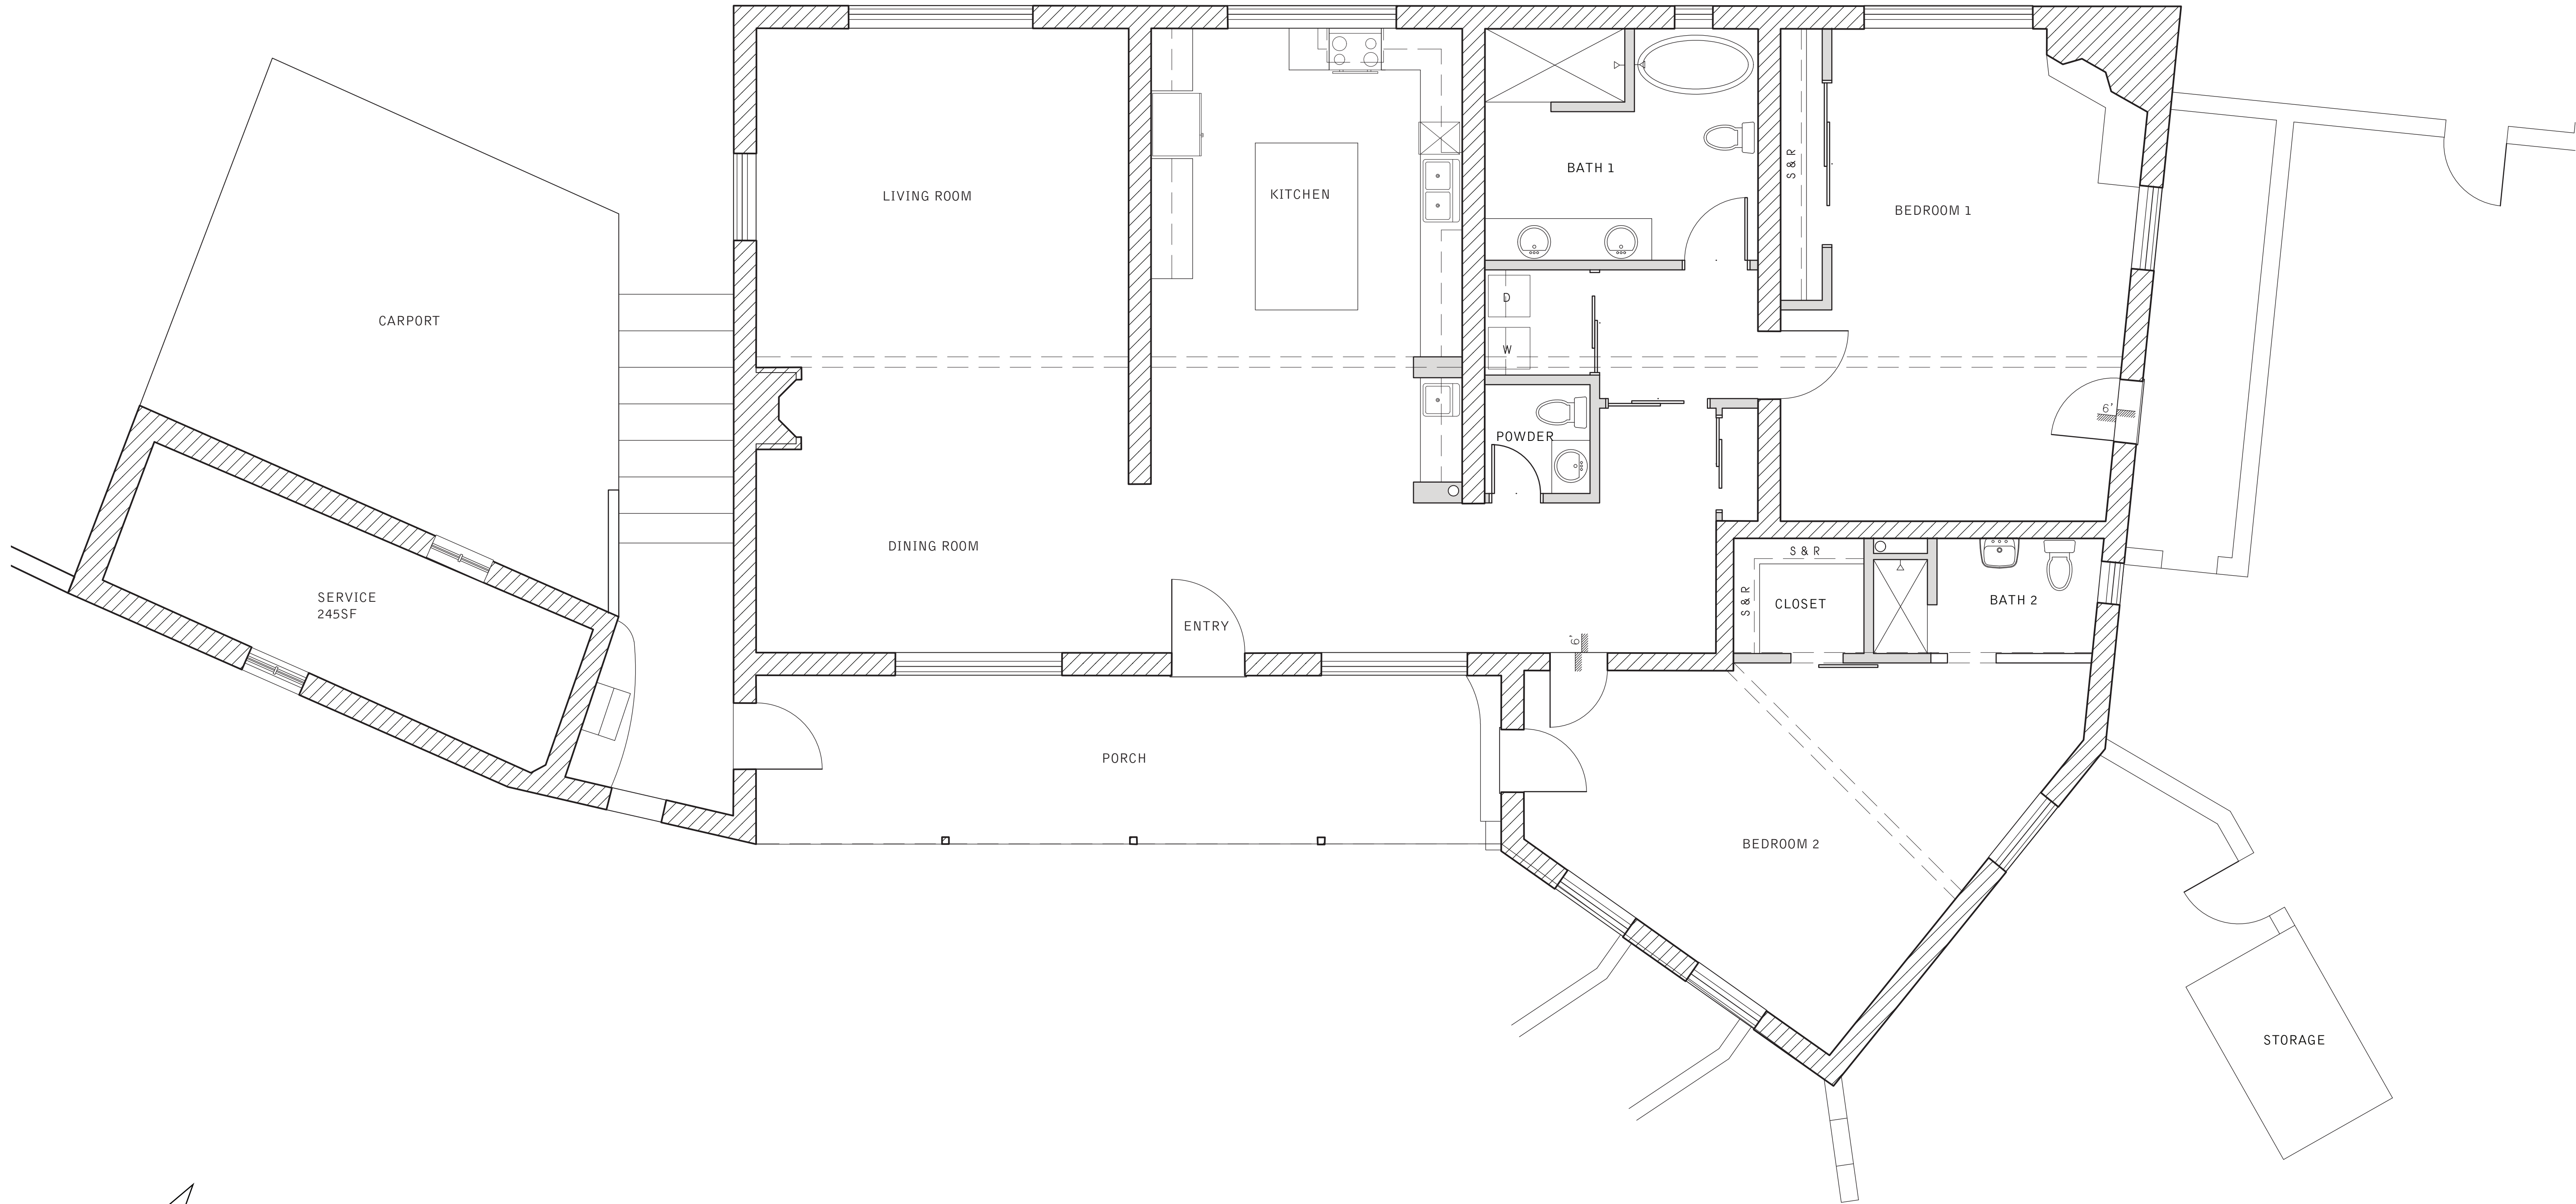 LIVING ROOM
KITCHEN
BATH 1
S & R
BEDROOM 1
CARPORT
D
W
6'
POWDER
DINING ROOM
S & R
S & R
CLOSET
BATH 2
SERVICE
245SF
ENTRY
6'
PORCH
BEDROOM 2
STORAGE